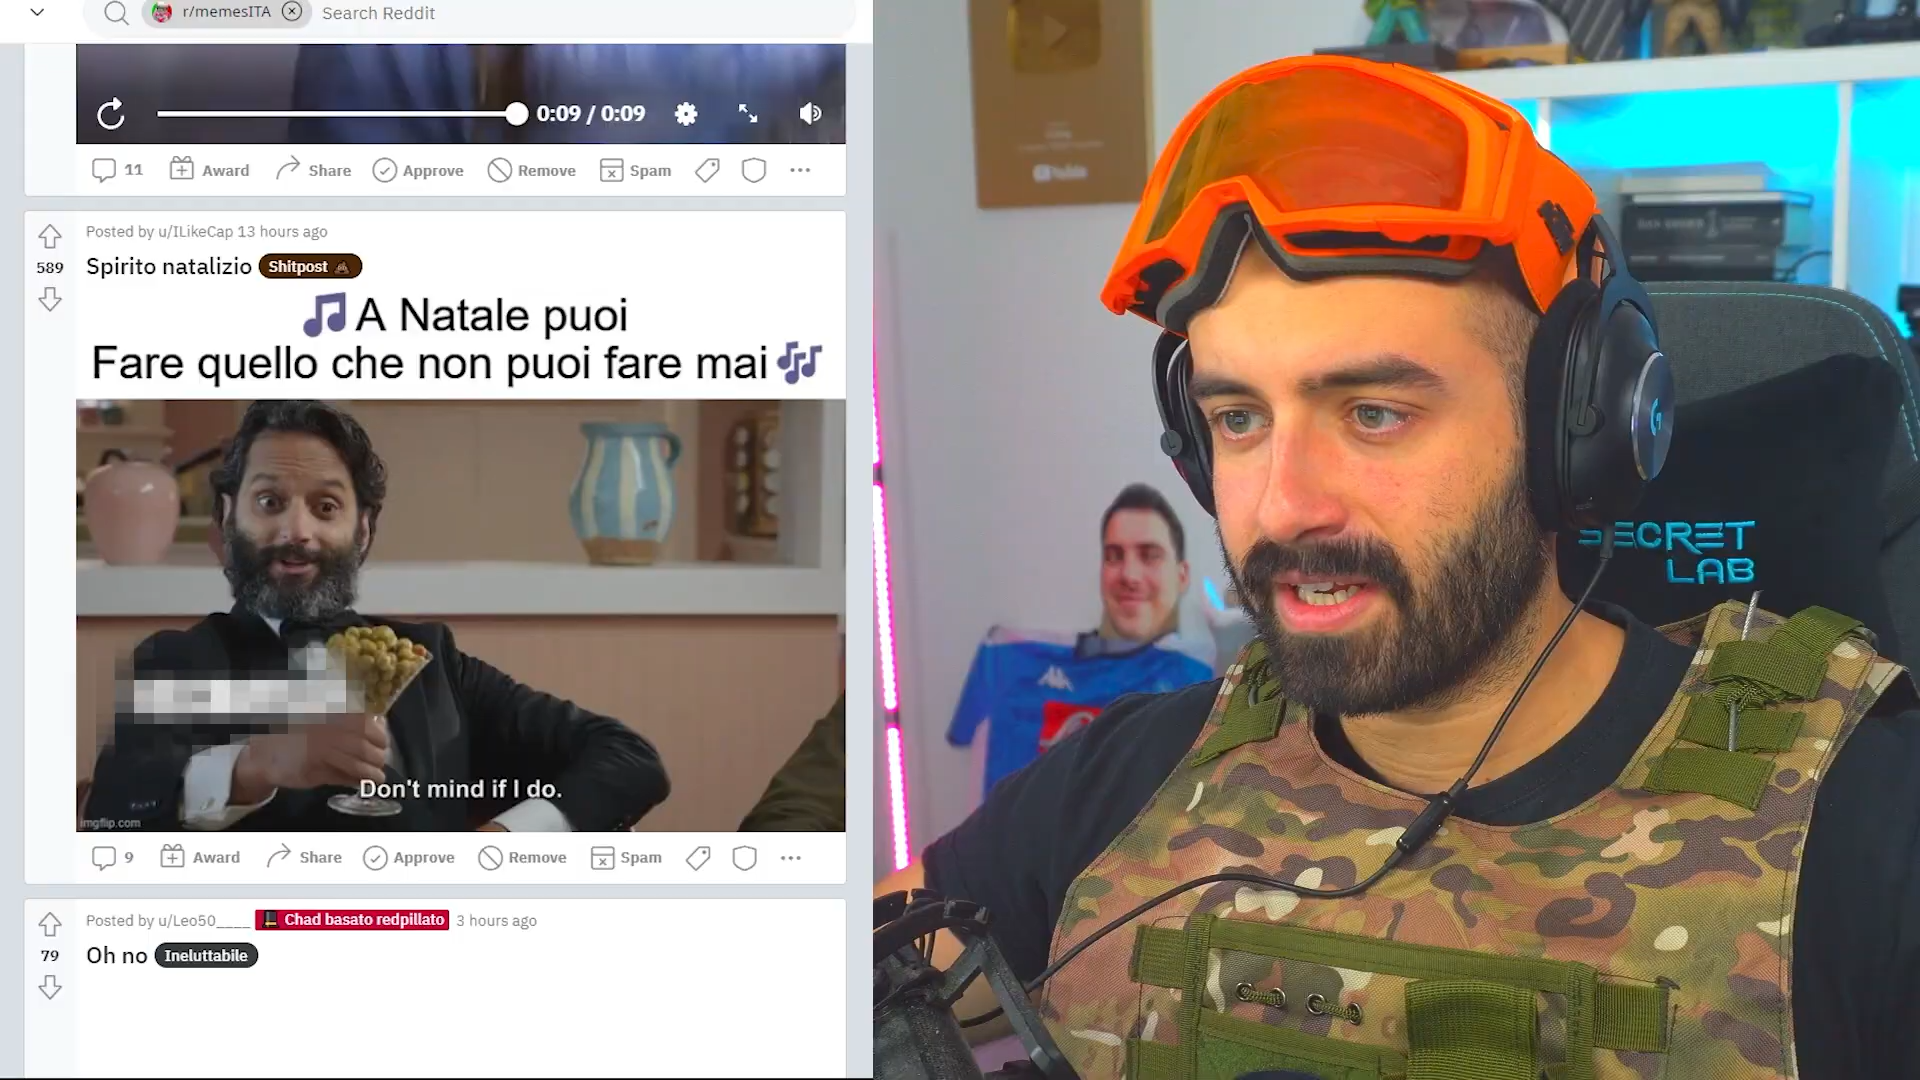 r/memesITA
Search Reddit
0:09 / 0:09
11
Award
Share
Approve
Remove
Spam
Posted by u/ILikeCap 13 hours ago
589
Spirito natalizio
Shitpost
A Natale puoi
Fare quello che non puoi fare mai
Don't mind if I do.
imgflip.com
9
Award
Share
Approve
Remove
Spam
Posted by u/Leo50____
Chad basato redpillato
3 hours ago
79
Oh no
Ineluttabile
YouTube
SECRET
LAB